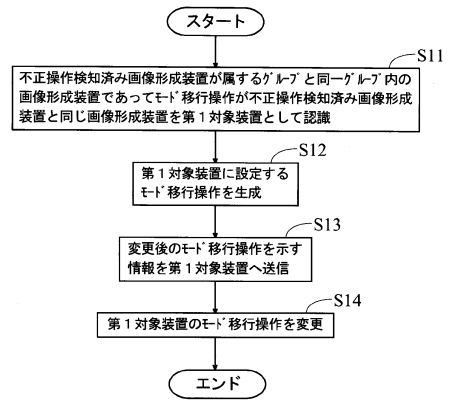 スタート
S11
不正操作検知済み画像形成装置が属するグループと同一グループ内の
画像形成装置であってモード移行操作が不正操作検知済み画像形成
装置と同じ画像形成装置を第1対象装置として認識
S12
第1対象装置に設定する
モード移行操作を生成
S13
変更後のモード移行操作を示す
情報を第1対象装置へ送信
S14
第1対象装置のモード移行操作を変更
エンド